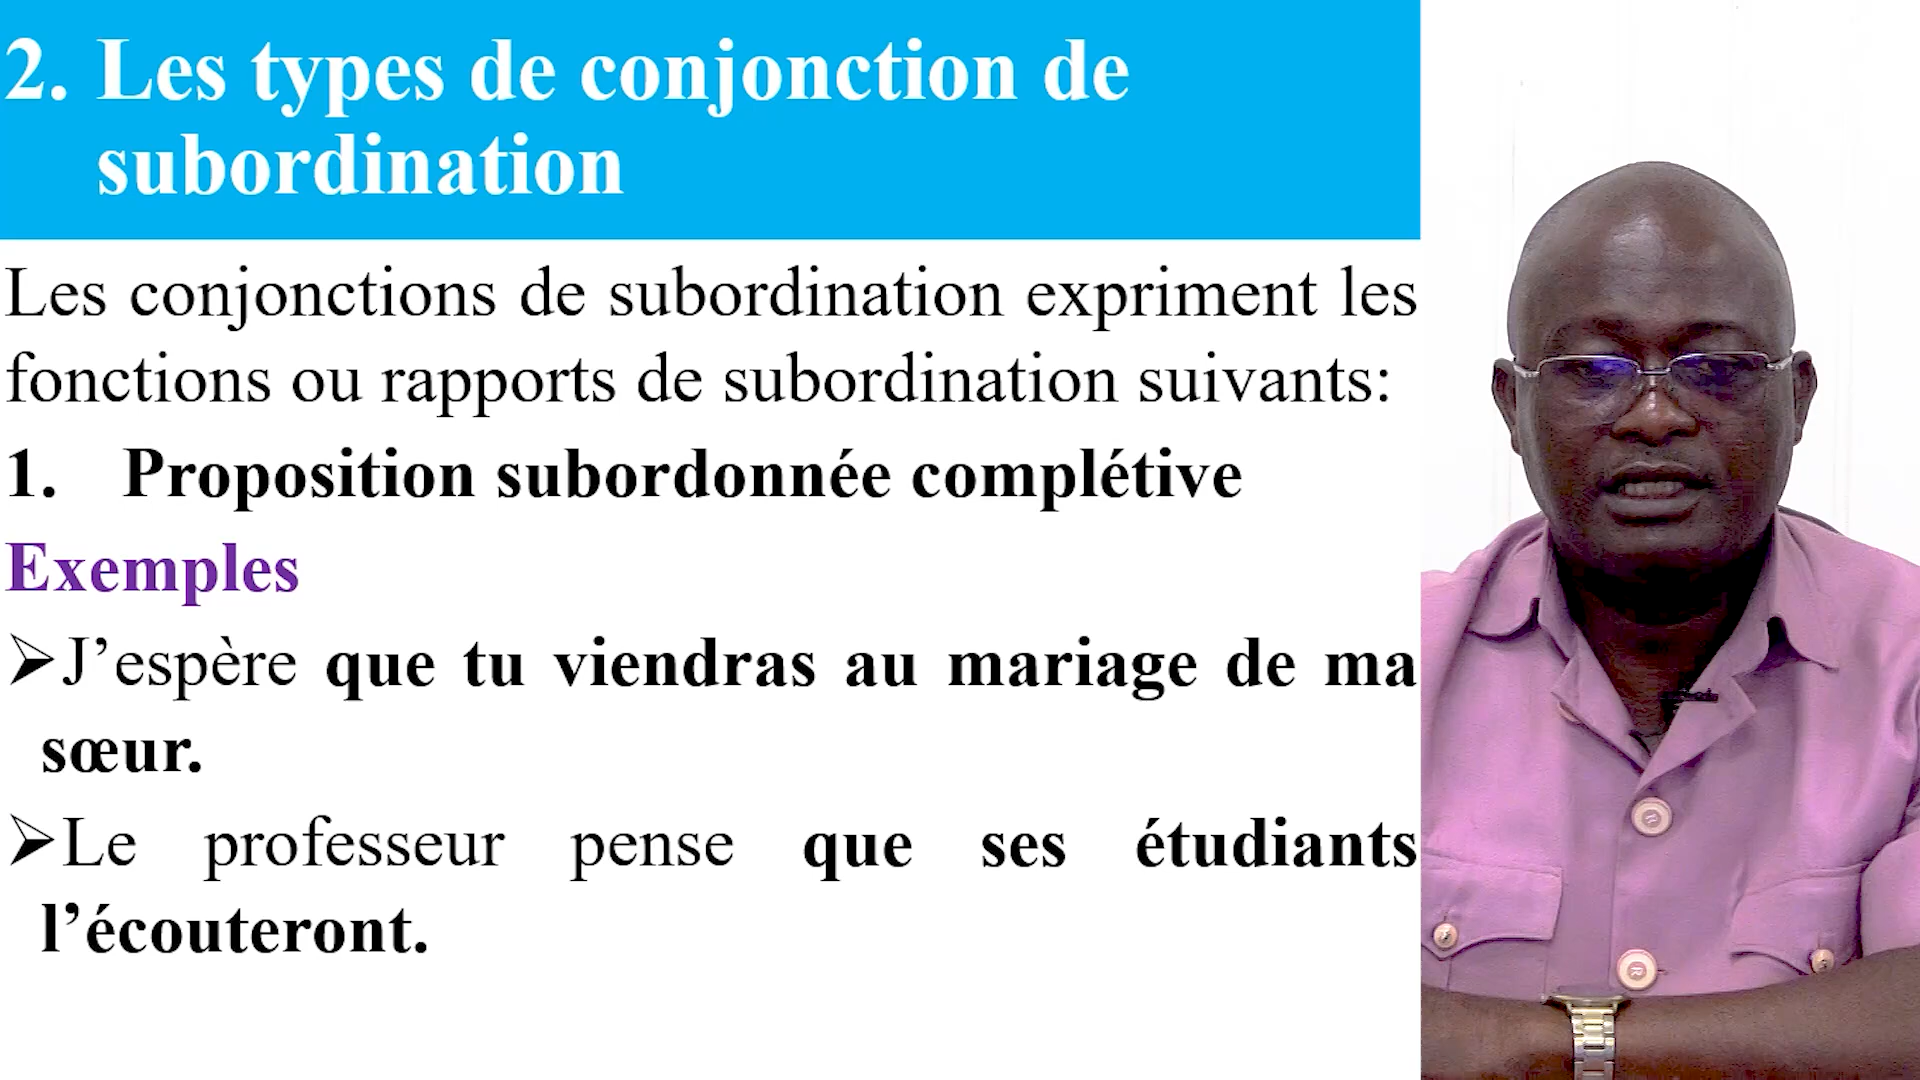 2. Les types de conjonction de
subordination
Les conjonctions de subordination expriment les
fonctions ou rapports de subordination suivants:
1. Proposition subordonnée complétive
Exemples
➢J’espère que tu viendras au mariage de ma
sœur.
➢Le professeur pense que ses étudiants
l’écouteront.